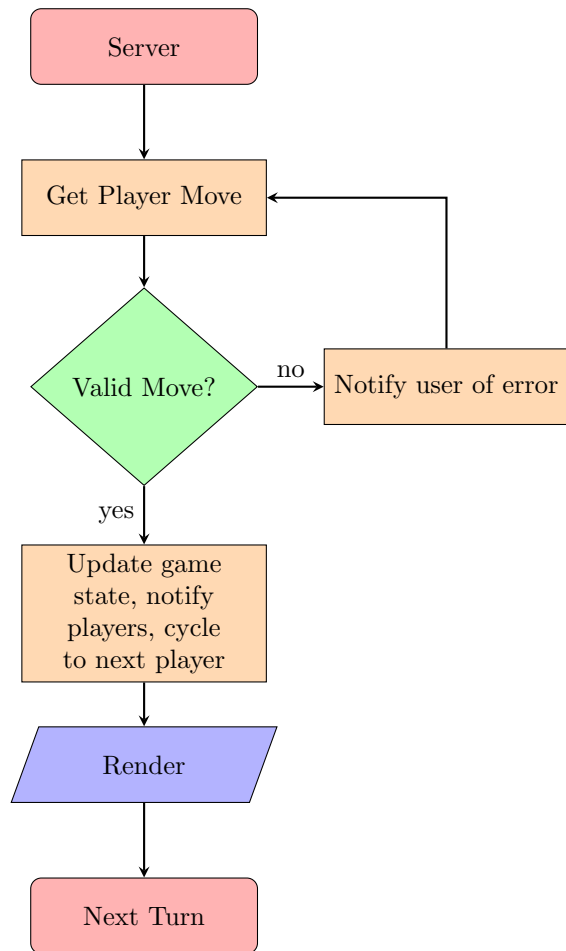 Server
Get Player Move
Valid Move?
no
Notify user of error
yes
Update game
state, notify
players, cycle
to next player
Render
Next Turn